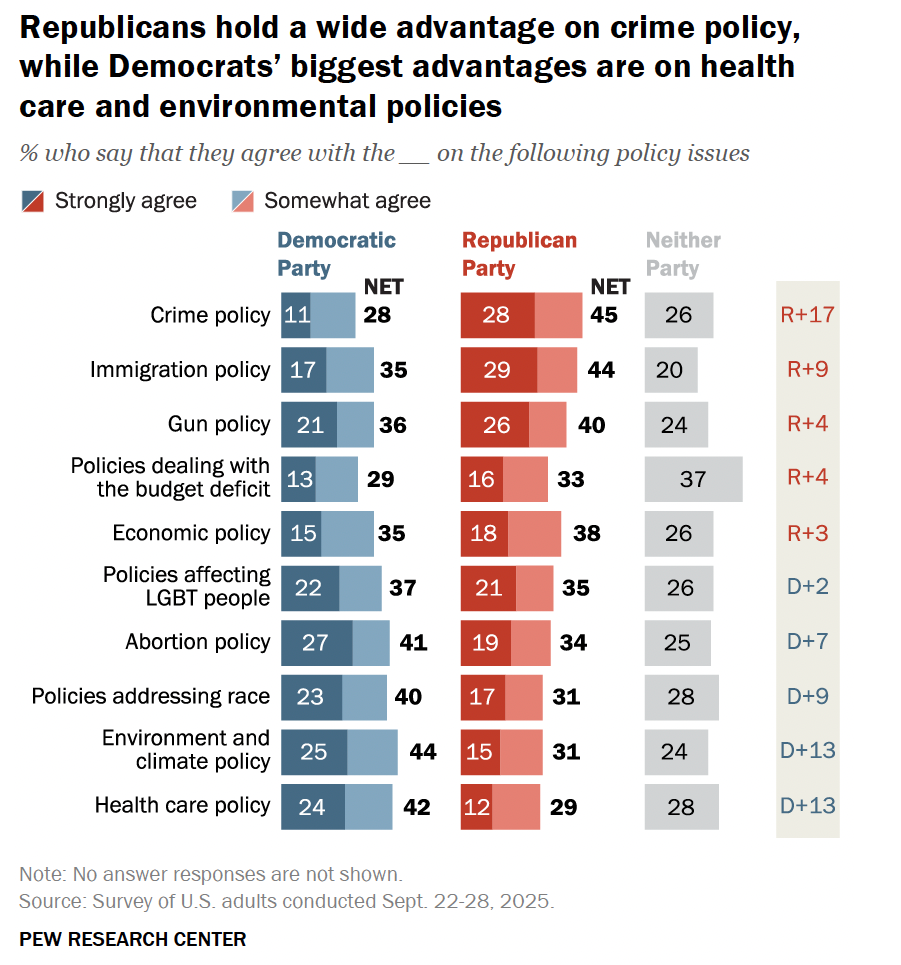 Republicans hold a wide advantage on crime policy,
while Democrats’ biggest advantages are on health
care and environmental policies
% who say that they agree with the __ on the following policy issues
Strongly agree Somewhat agree
Democratic Party Republican Party Neither Party
NET NET
Crime policy 11 28 28 45 26 R+17
Immigration policy 17 35 29 44 20 R+9
Gun policy 21 36 26 40 24 R+4
Policies dealing with
the budget deficit 13 29 16 33 37 R+4
Economic policy 15 35 18 38 26 R+3
Policies affecting
LGBT people 22 37 21 35 26 D+2
Abortion policy 27 41 19 34 25 D+7
Policies addressing race 23 40 17 31 28 D+9
Environment and
climate policy 25 44 15 31 24 D+13
Health care policy 24 42 12 29 28 D+13
Note: No answer responses are not shown.
Source: Survey of U.S. adults conducted Sept. 22-28, 2025.
PEW RESEARCH CENTER